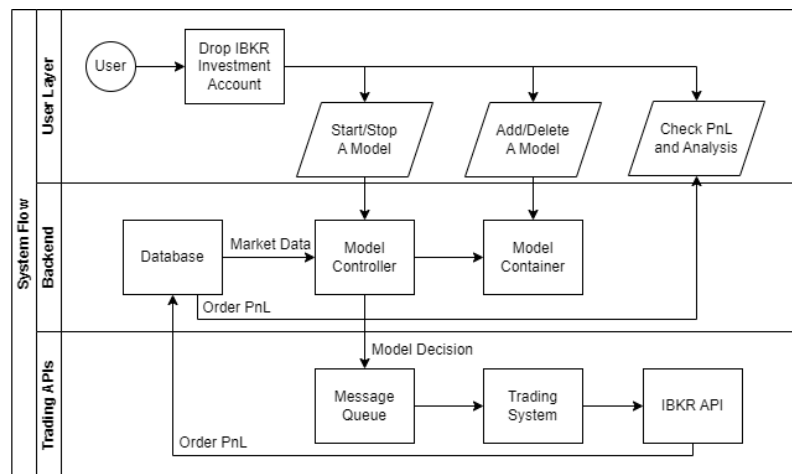 System Flow
User Layer
User
Drop IBKR
Investment
Account
Start/Stop
A Model
Add/Delete
A Model
Check PnL
and Analysis
Backend
Database
Market Data
Model
Controller
Model
Container
Order PnL
Trading APIs
Model Decision
Message
Queue
Trading
System
IBKR API
Order PnL